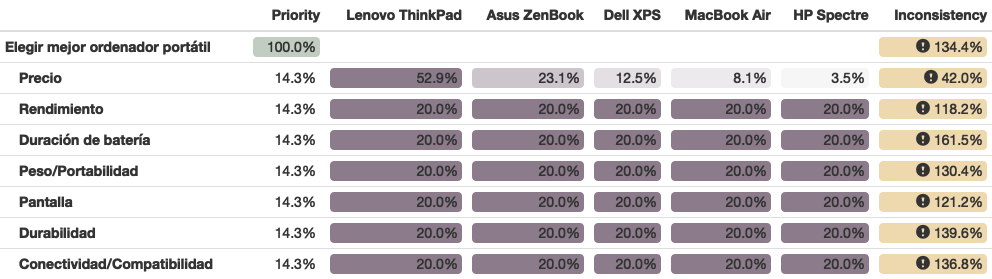 Priority Lenovo ThinkPad Asus ZenBook Dell XPS MacBook Air HP Spectre Inconsistency
Elegir mejor ordenador portátil 100.0% 134.4%
Precio 14.3% 52.9% 23.1% 12.5% 8.1% 3.5% 42.0%
Rendimiento 14.3% 20.0% 20.0% 20.0% 20.0% 20.0% 118.2%
Duración de batería 14.3% 20.0% 20.0% 20.0% 20.0% 20.0% 161.5%
Peso/Portabilidad 14.3% 20.0% 20.0% 20.0% 20.0% 20.0% 130.4%
Pantalla 14.3% 20.0% 20.0% 20.0% 20.0% 20.0% 121.2%
Durabilidad 14.3% 20.0% 20.0% 20.0% 20.0% 20.0% 139.6%
Conectividad/Compatibilidad 14.3% 20.0% 20.0% 20.0% 20.0% 20.0% 136.8%